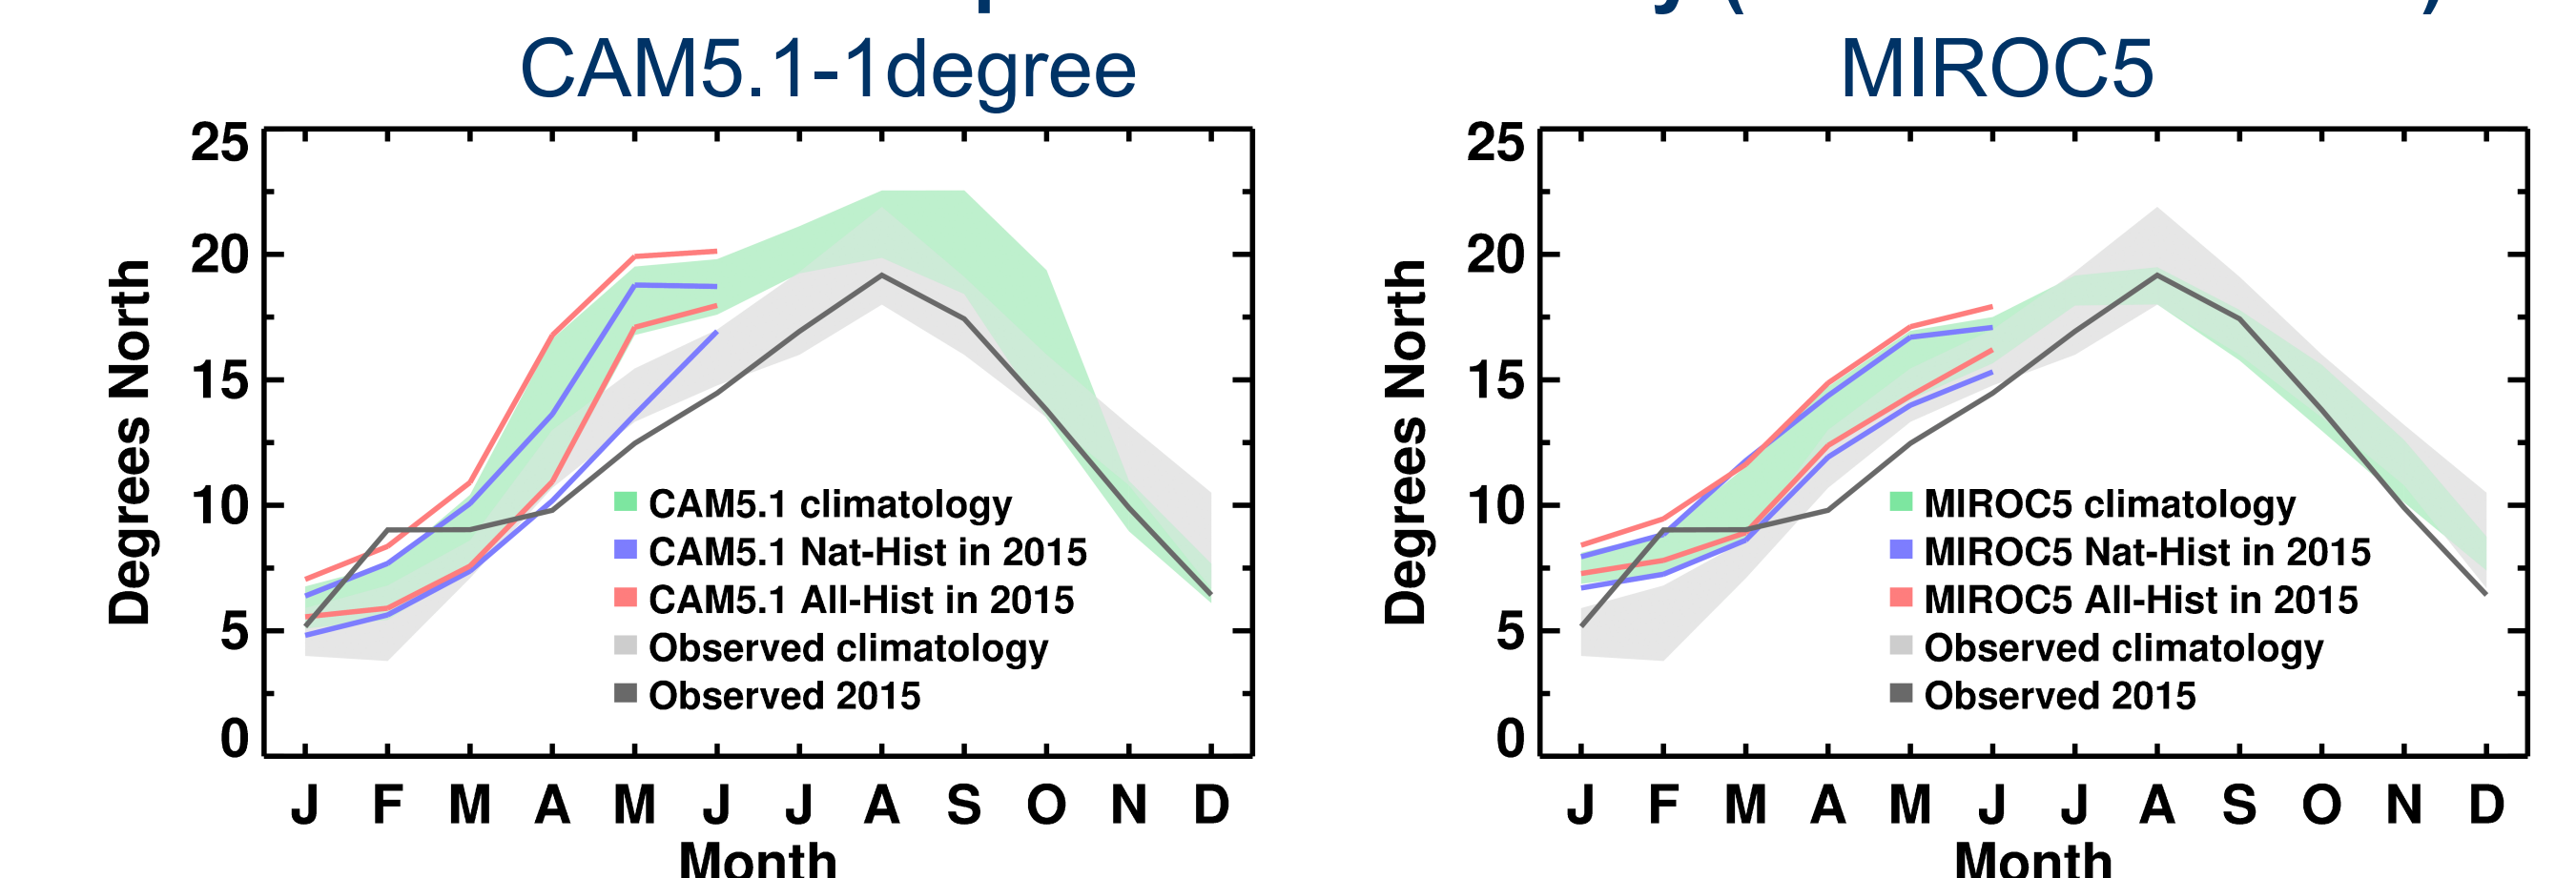 CAM5.1-1degree
25
20
15
10
5
0
Degrees North
CAM5.1 climatology
CAM5.1 Nat-Hist in 2015
CAM5.1 All-Hist in 2015
Observed climatology
Observed 2015
J F M A M J J A S O N D
Month
MIROC5
25
20
15
10
5
0
Degrees North
MIROC5 climatology
MIROC5 Nat-Hist in 2015
MIROC5 All-Hist in 2015
Observed climatology
Observed 2015
J F M A M J J A S O N D
Month